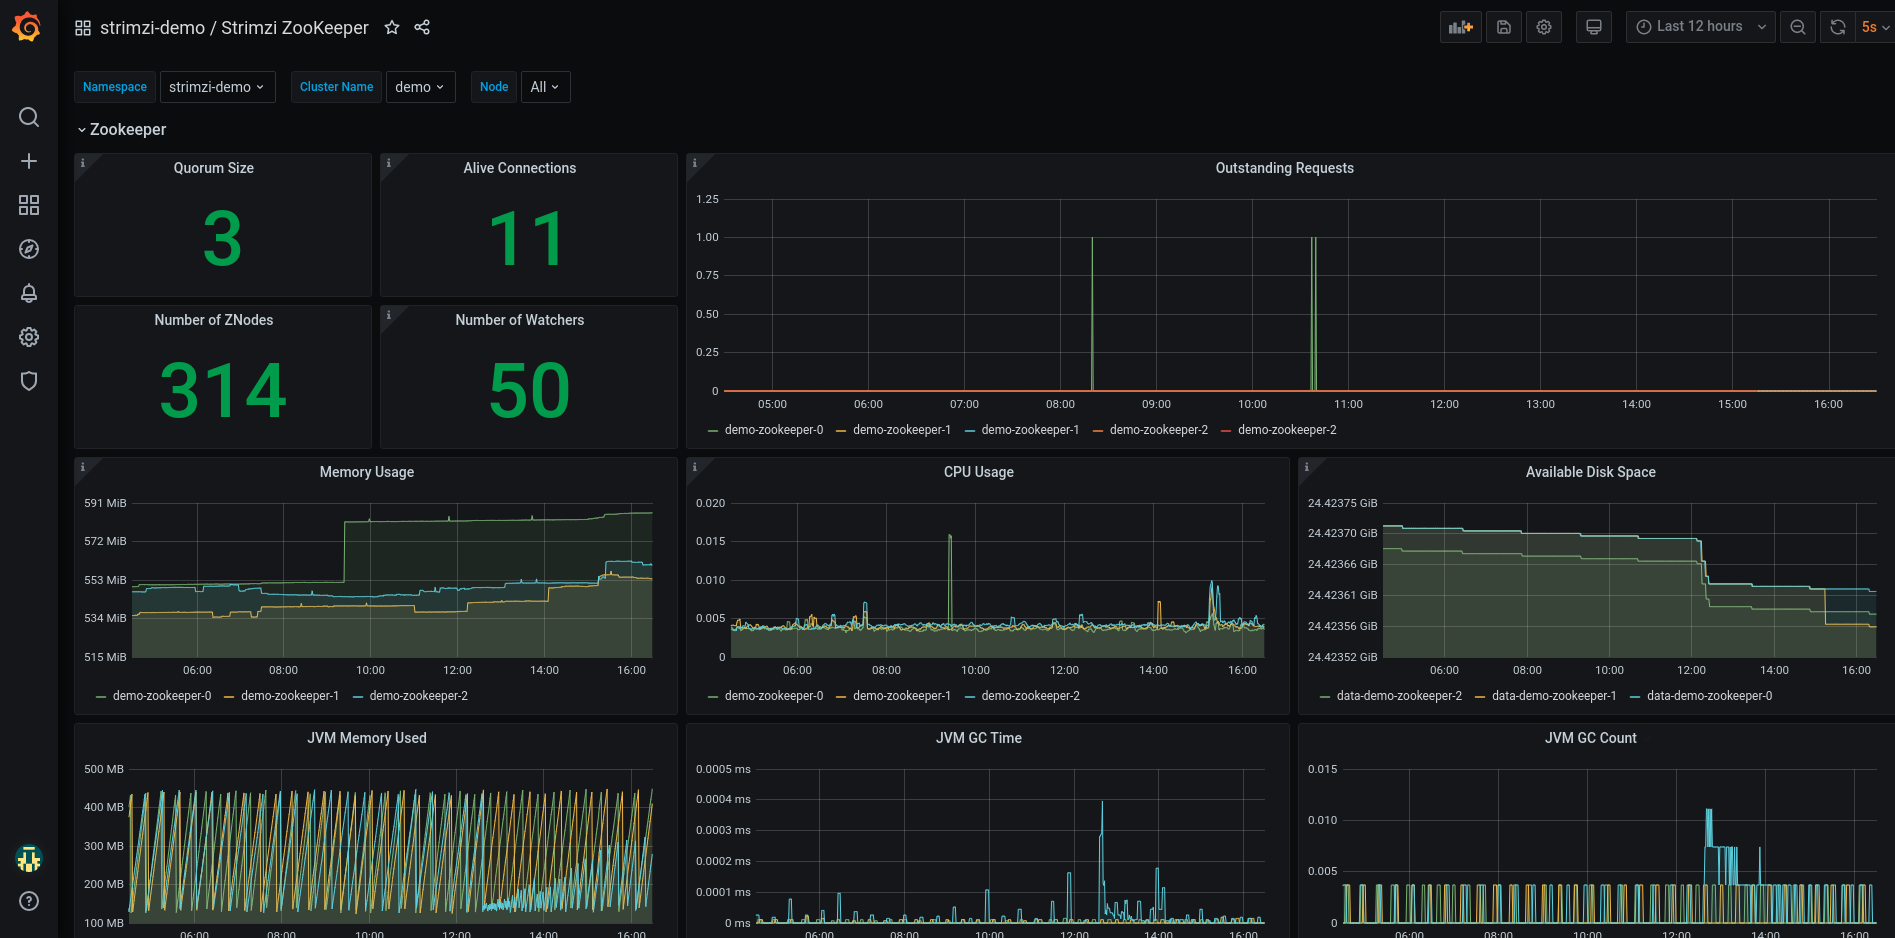 strimzi-demo / Strimzi ZooKeeper
Last 12 hours
5s
Namespace strimzi-demo Cluster Name demo Node All
Zookeeper
Quorum Size
3
Alive Connections
11
Outstanding Requests
1.25
1.00
0.75
0.50
0.25
0
05:00 06:00 07:00 08:00 09:00 10:00 11:00 12:00 13:00 14:00 15:00 16:00
demo-zookeeper-0 demo-zookeeper-1 demo-zookeeper-1 demo-zookeeper-2 demo-zookeeper-2
Number of ZNodes
314
Number of Watchers
50
Memory Usage
591 MiB
572 MiB
553 MiB
534 MiB
515 MiB
06:00 08:00 10:00 12:00 14:00 16:00
demo-zookeeper-0 demo-zookeeper-1 demo-zookeeper-2
CPU Usage
0.020
0.015
0.010
0.005
0
06:00 08:00 10:00 12:00 14:00 16:00
demo-zookeeper-0 demo-zookeeper-1 demo-zookeeper-2
Available Disk Space
24.42375 GiB
24.42370 GiB
24.42366 GiB
24.42361 GiB
24.42356 GiB
24.42352 GiB
06:00 08:00 10:00 12:00 14:00 16:00
data-demo-zookeeper-2 data-demo-zookeeper-1 data-demo-zookeeper-0
JVM Memory Used
500 MB
400 MB
300 MB
200 MB
100 MB
06:00 08:00 10:00 12:00 14:00 16:00
JVM GC Time
0.0005 ms
0.0004 ms
0.0003 ms
0.0002 ms
0.0001 ms
0 ms
06:00 08:00 10:00 12:00 14:00 16:00
JVM GC Count
0.015
0.010
0.005
0
06:00 08:00 10:00 12:00 14:00 16:00